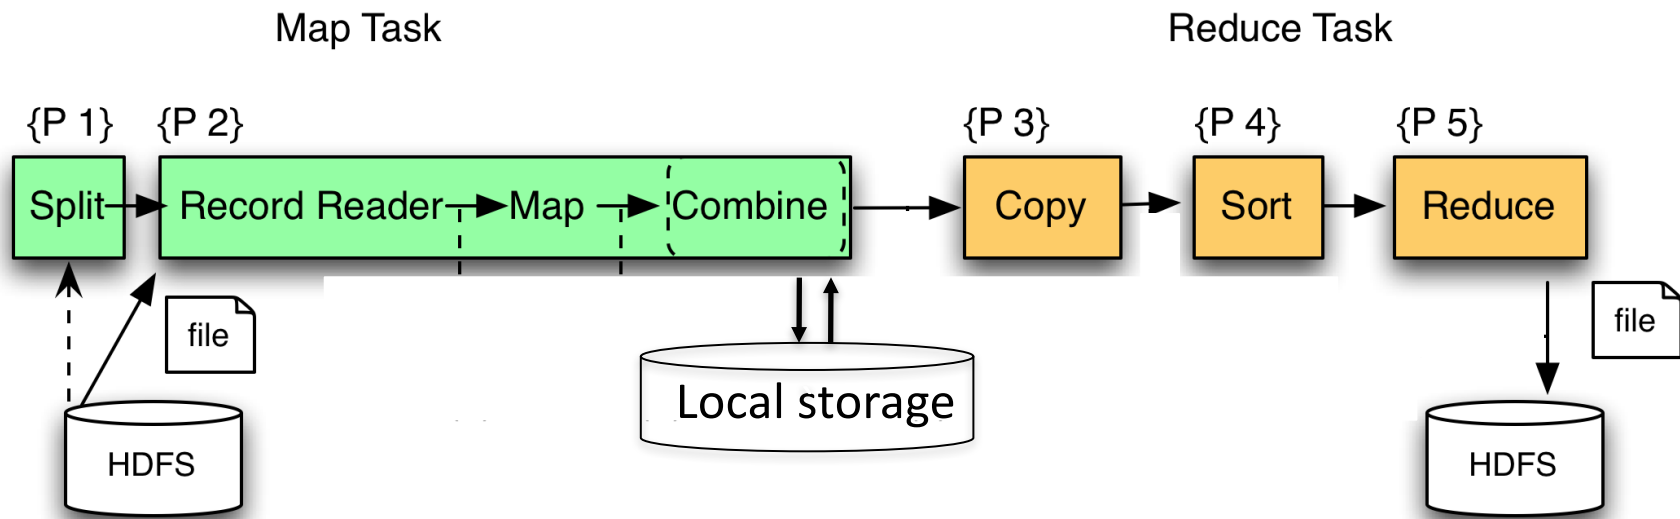 Map Task
Reduce Task
{P 1}
{P 2}
{P 3}
{P 4}
{P 5}
Split
Record Reader
Map
Combine
Copy
Sort
Reduce
file
file
Local storage
HDFS
HDFS